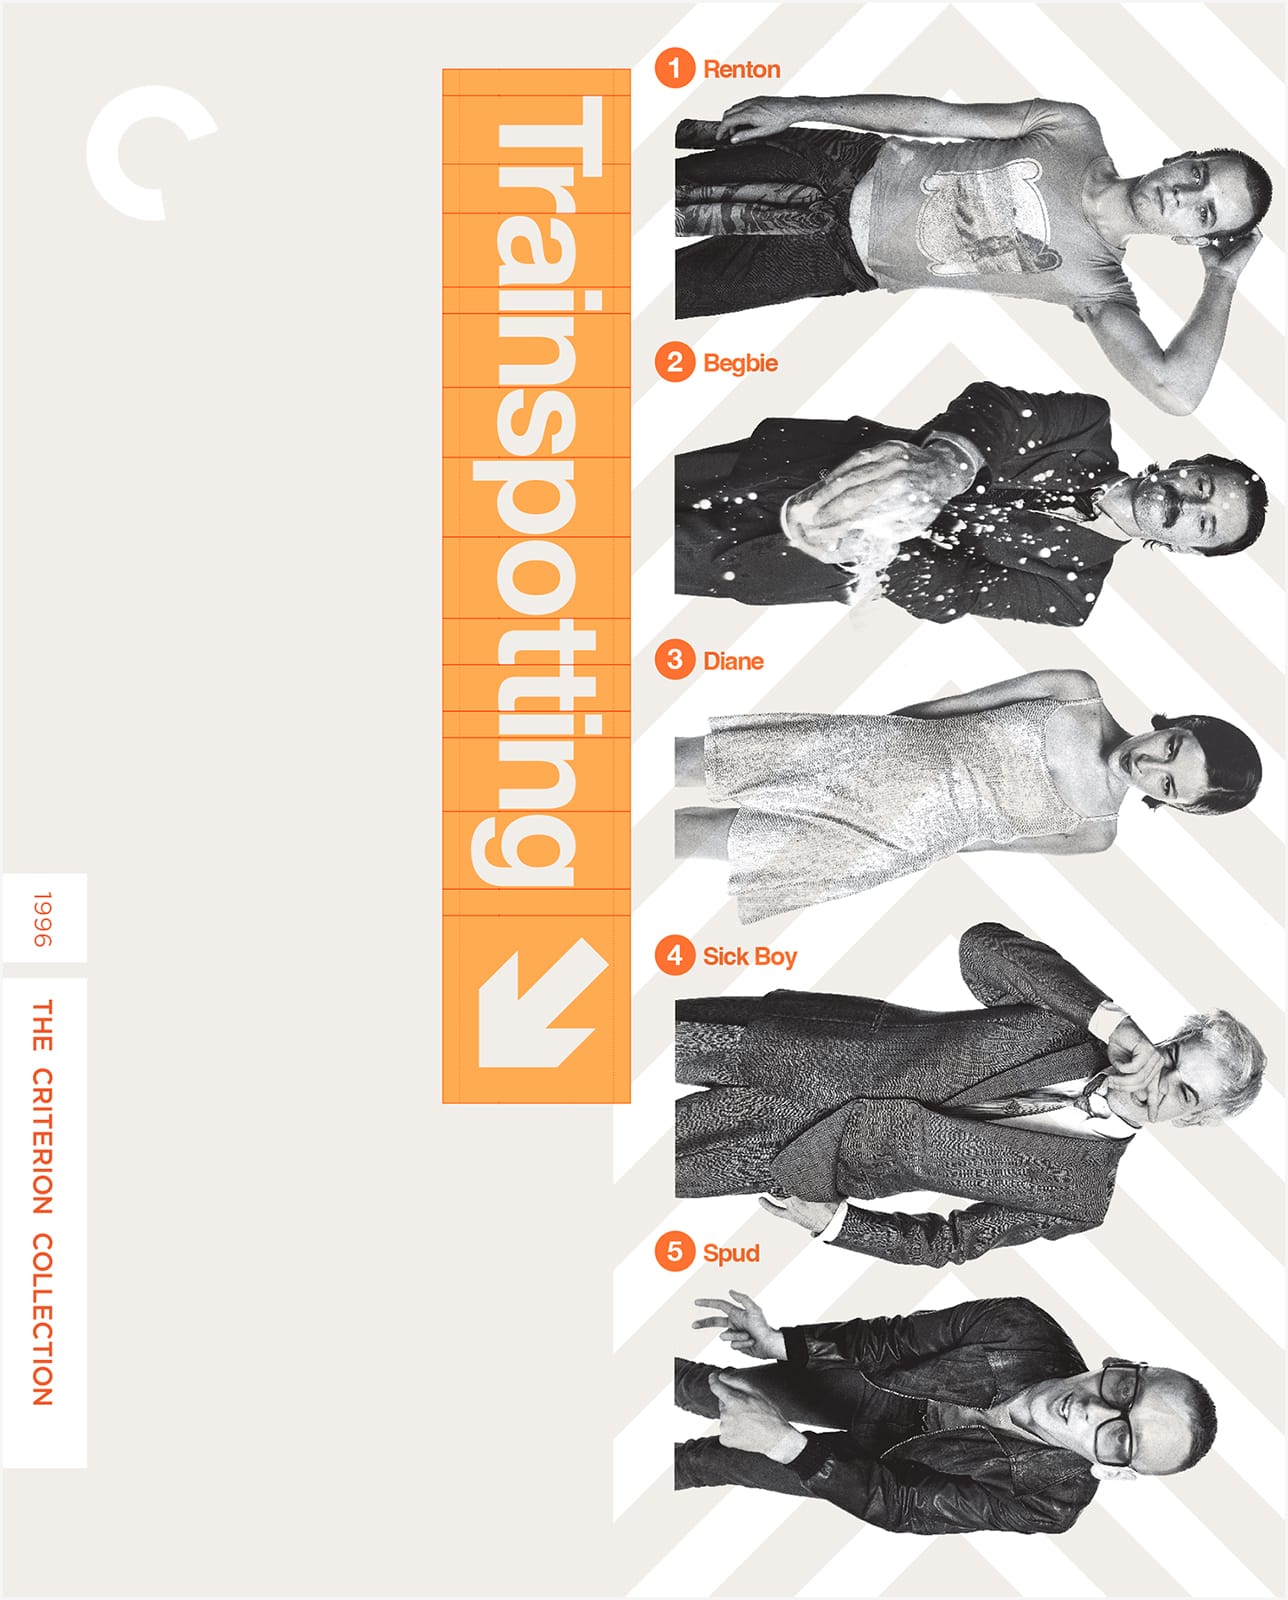 1 Renton
2 Begbie
3 Diane
4 Sick Boy
5 Spud
Trainspotting
1996
THE CRITERION COLLECTION